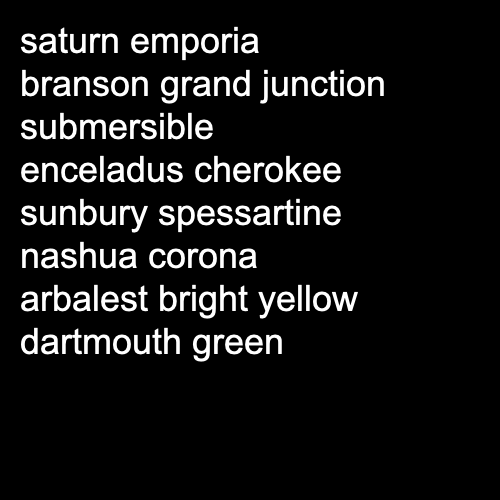 saturn emporia
branson grand junction
submersible
enceladus cherokee
sunbury spessartine
nashua corona
arbalest bright yellow
dartmouth green